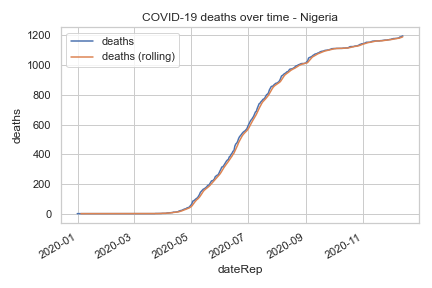 COVID-19 deaths over time - Nigeria
deaths
deaths (rolling)
1200
1000
800
600
400
200
0
deaths
2020-01
2020-03
2020-05
2020-07
2020-09
2020-11
dateRep